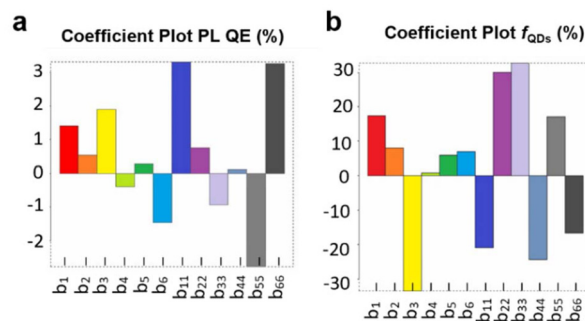 a
Coefficient Plot PL QE (%)
3
2
1
0
-1
-2
b1 b2 b3 b4 b5 b6 b11 b22 b33 b44 b55 b66
b
Coefficient Plot fQDs (%)
30
20
10
0
-10
-20
-30
b1 b2 b3 b4 b5 b6 b11 b22 b33 b44 b55 b66